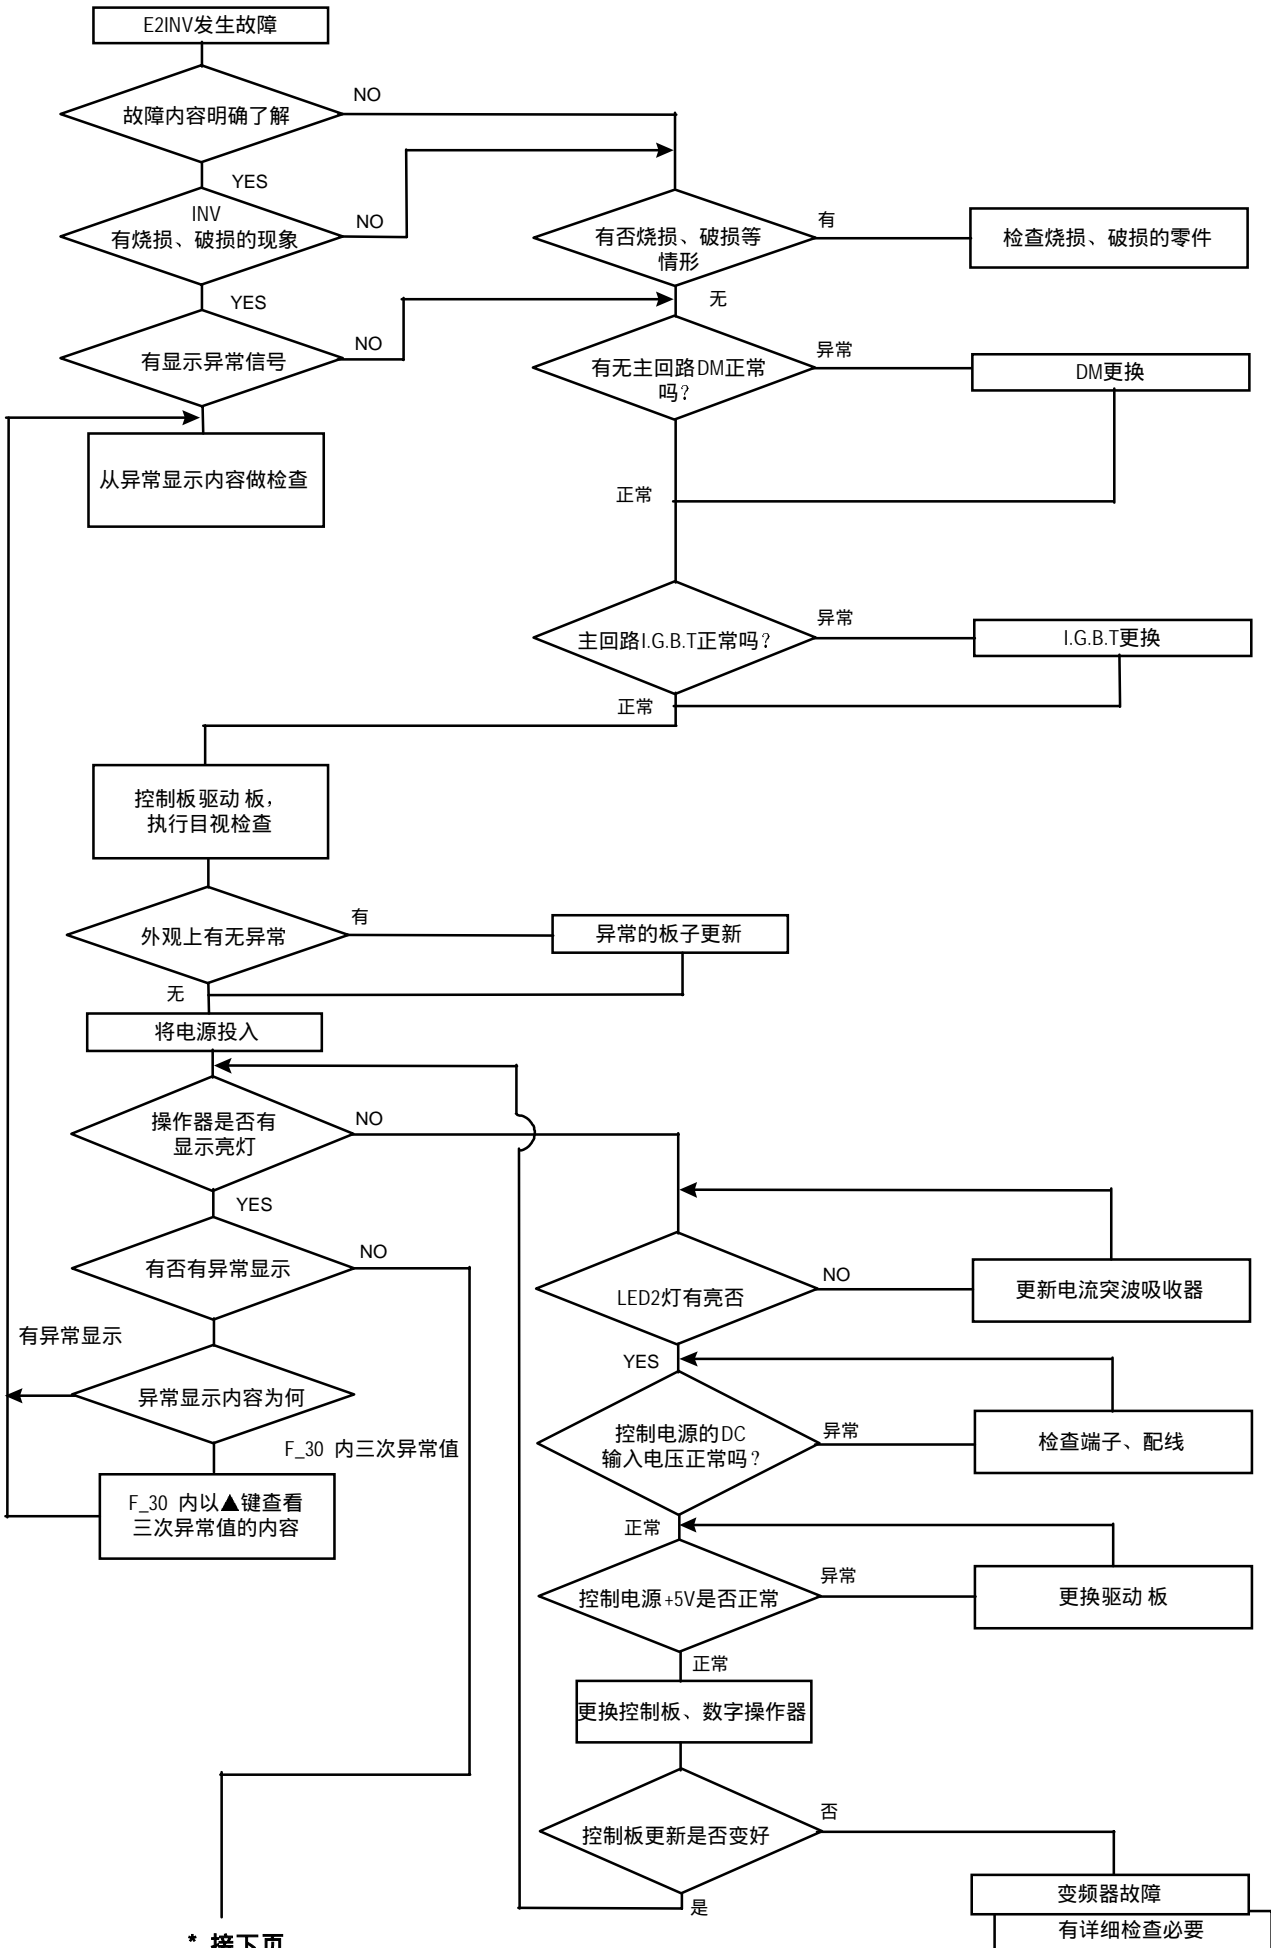 E2INV发生故障
故障内容明确了解
NO
YES
INV
有烧损、破损的现象
NO
有否烧损、破损等
情形
有
检查烧损、破损的零件
YES
无
有显示异常信号
NO
有无主回路DM正常
吗?
异常
DM更换
从异常显示内容做检查
正常
主回路I.G.B.T正常吗?
异常
I.G.B.T更换
正常
控制板驱动 板，
执行目视检查
外观上有无异常
有
异常的板子更新
无
将电源投入
操作器是否有
显示亮灯
NO
YES
有否有异常显示
NO
LED2灯有亮否
NO
更新电流突波吸收器
有异常显示
YES
异常显示内容为何
控制电源的DC
输入电压正常吗?
异常
检查端子、配线
F_30 内三次异常值
F_30 内以▲键查看
三次异常值的内容
正常
控制电源+5V是否正常
异常
更换驱动 板
正常
更换控制板、数字操作器
控制板更新是否变好
否
变频器故障
是
有详细检查必要
* 接下页